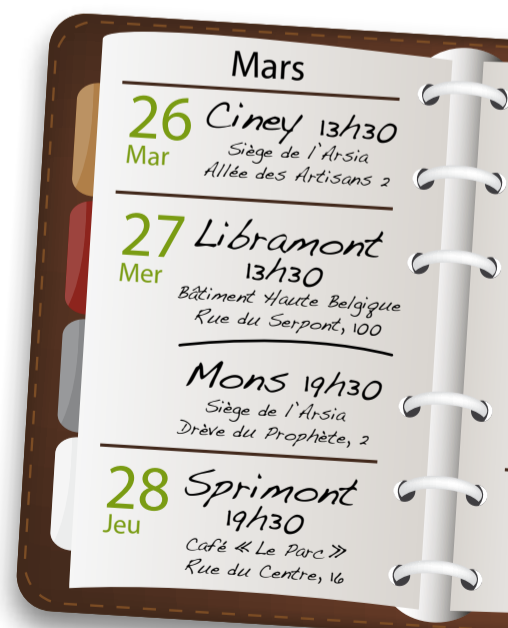 Mars
26 Ciney 13h30
Mar Siège de l'Arsia
Allée des Artisans 2
27 Libramont
Mer 13h30
Bâtiment Haute Belgique
Rue du Serpont, 100
Mons 19h30
Siège de l'Arsia
Drève du Prophète, 2
28 Sprimont
Jeu 19h30
Café « Le Parc »
Rue du Centre, 16